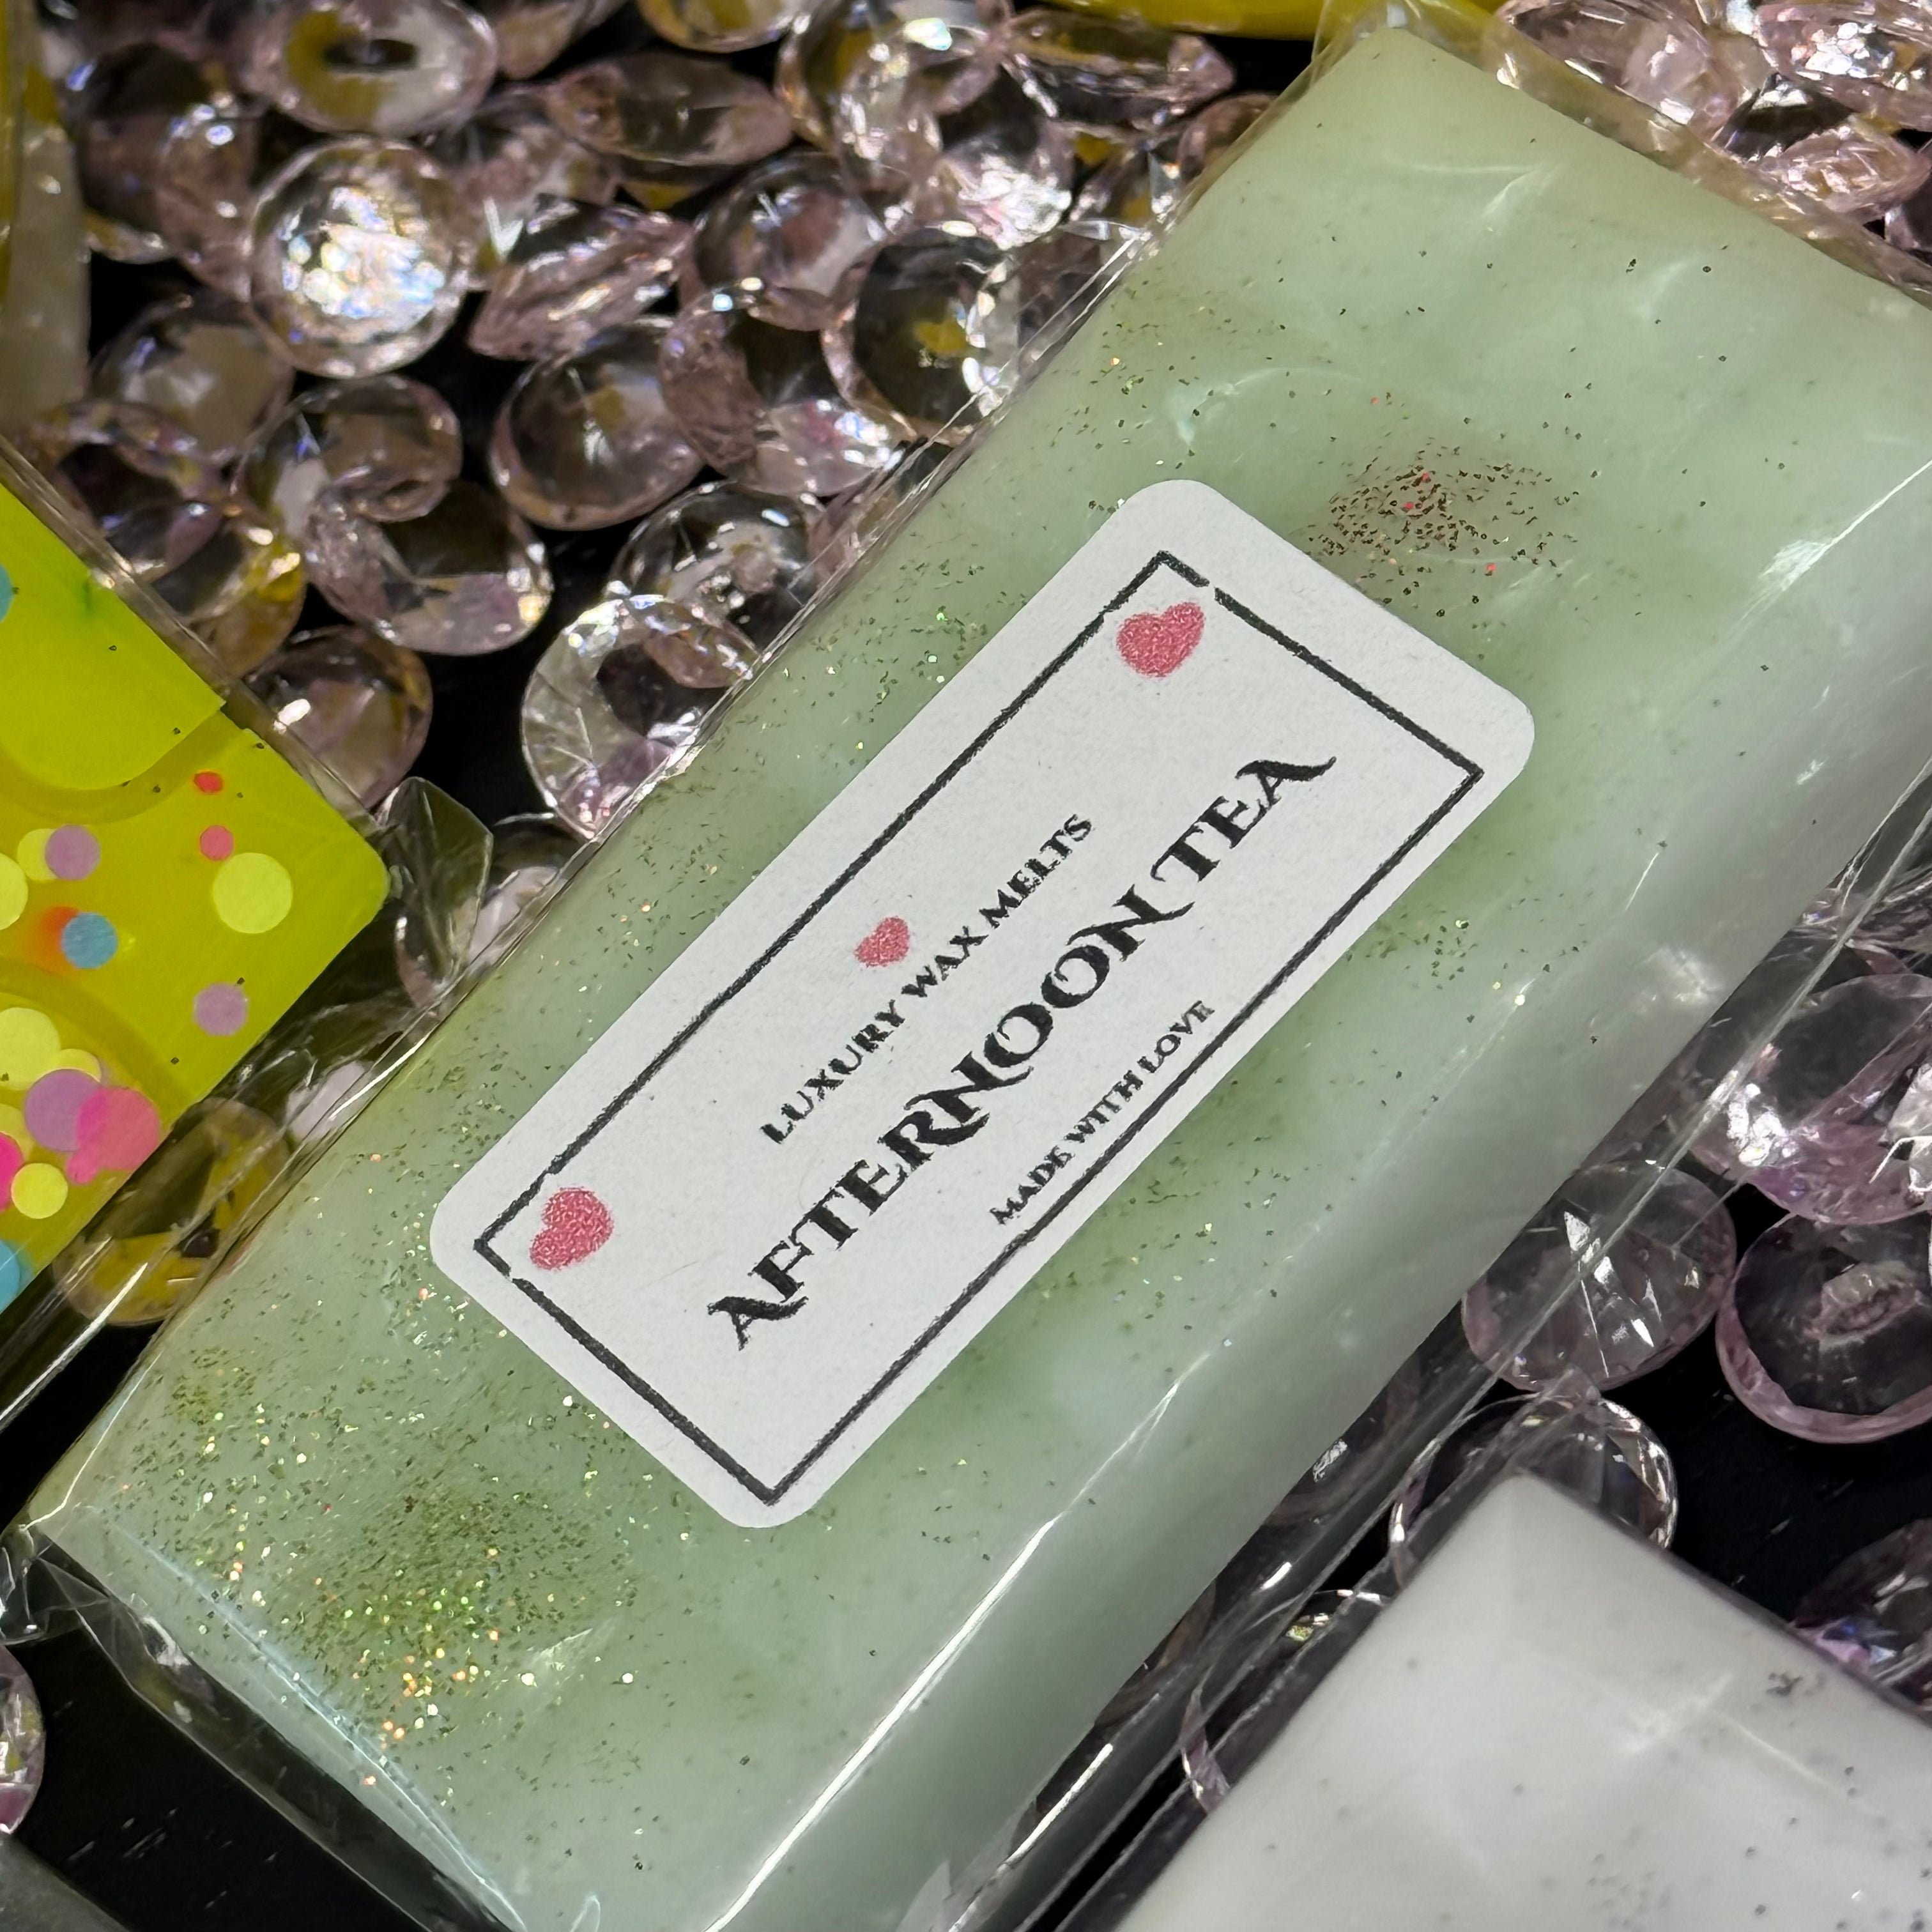 LUXURY WAX MELTS
AFTERNOON TEA
MADE WITH LOVE